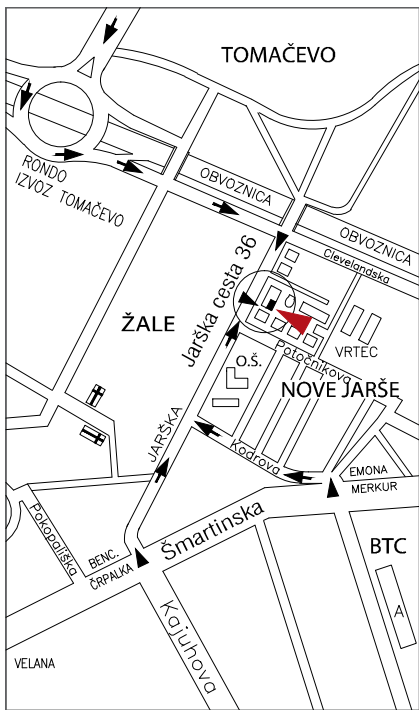 TOMAČEVO
RONDO
IZVOZ TOMAČEVO
OBVOZNICA
OBVOZNICA
Clevelandska
Jarška cesta 36
ŽALE
VRTEC
Potočnikova
O.Š.
NOVE JARŠE
JARŠKA
Kodrova
EMONA
MERKUR
Šmartinska
Pokopališka
BENC.
ČRPALKA
BTC
Kajuhova
A
VELANA